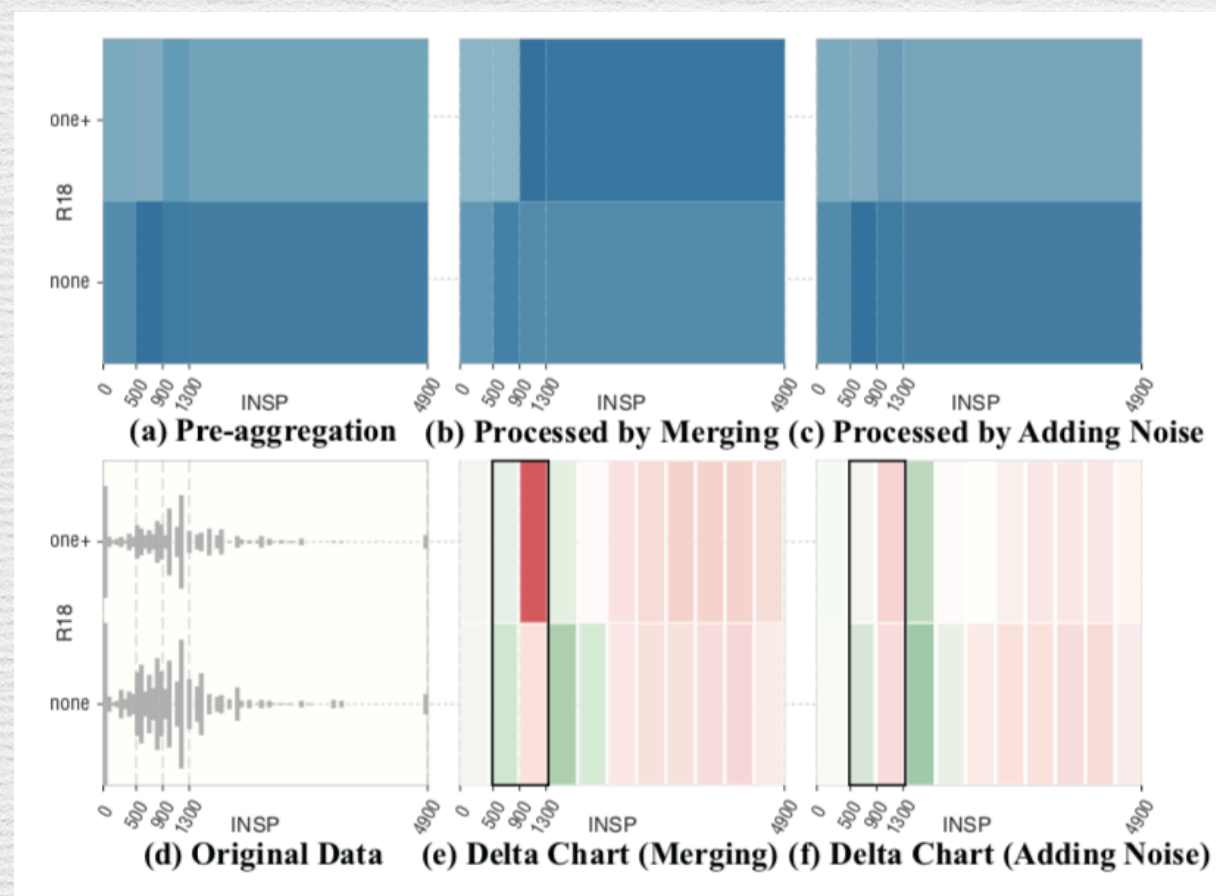 one+
R18
none
0 500 900 1300 4900
INSP
0 500 900 1300 4900
INSP
0 500 900 1300 4900
INSP
(a) Pre-aggregation
(b) Processed by Merging
(c) Processed by Adding Noise
one+
R18
none
0 500 900 1300 4900
INSP
0 500 900 1300 4900
INSP
0 500 900 1300 4900
INSP
(d) Original Data
(e) Delta Chart (Merging)
(f) Delta Chart (Adding Noise)